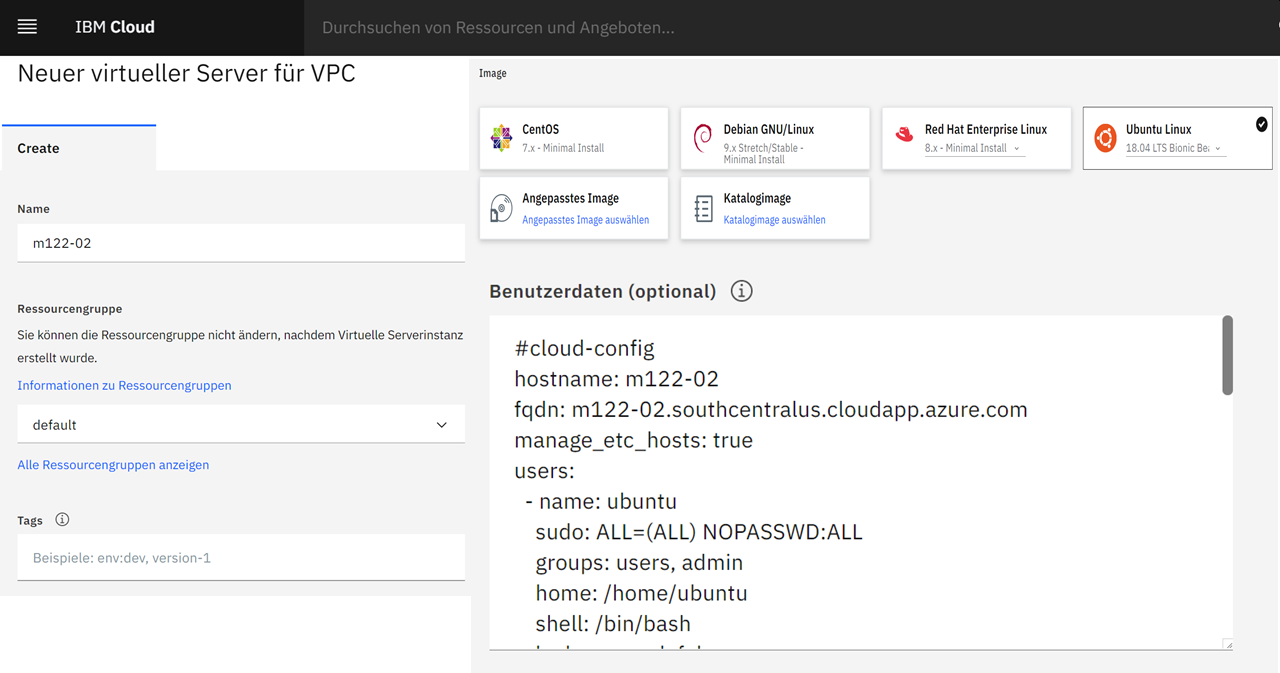 IBM Cloud
Durchsuchen von Ressourcen und Angeboten...
Neuer virtueller Server für VPC
Create
Name
m122-02
Ressourcengruppe
Sie können die Ressourcengruppe nicht ändern, nachdem Virtuelle Serverinstanz
erstellt wurde.
Informationen zu Ressourcengruppen
default
Alle Ressourcengruppen anzeigen
Tags
Beispiele: env:dev, version-1
Image
CentOS
7.x - Minimal Install
Debian GNU/Linux
9.x Stretch/Stable -
Minimal Install
Red Hat Enterprise Linux
8.x - Minimal Install
Ubuntu Linux
18.04 LTS Bionic
Angepasstes Image
Angepasstes Image auswählen
Katalogimage
Katalogimage auswählen
Benutzerdaten (optional)
#cloud-config
hostname: m122-02
fqdn: m122-02.southcentralus.cloudapp.azure.com
manage_etc_hosts: true
users:
- name: ubuntu
sudo: ALL=(ALL) NOPASSWD:ALL
groups: users, admin
home: /home/ubuntu
shell: /bin/bash